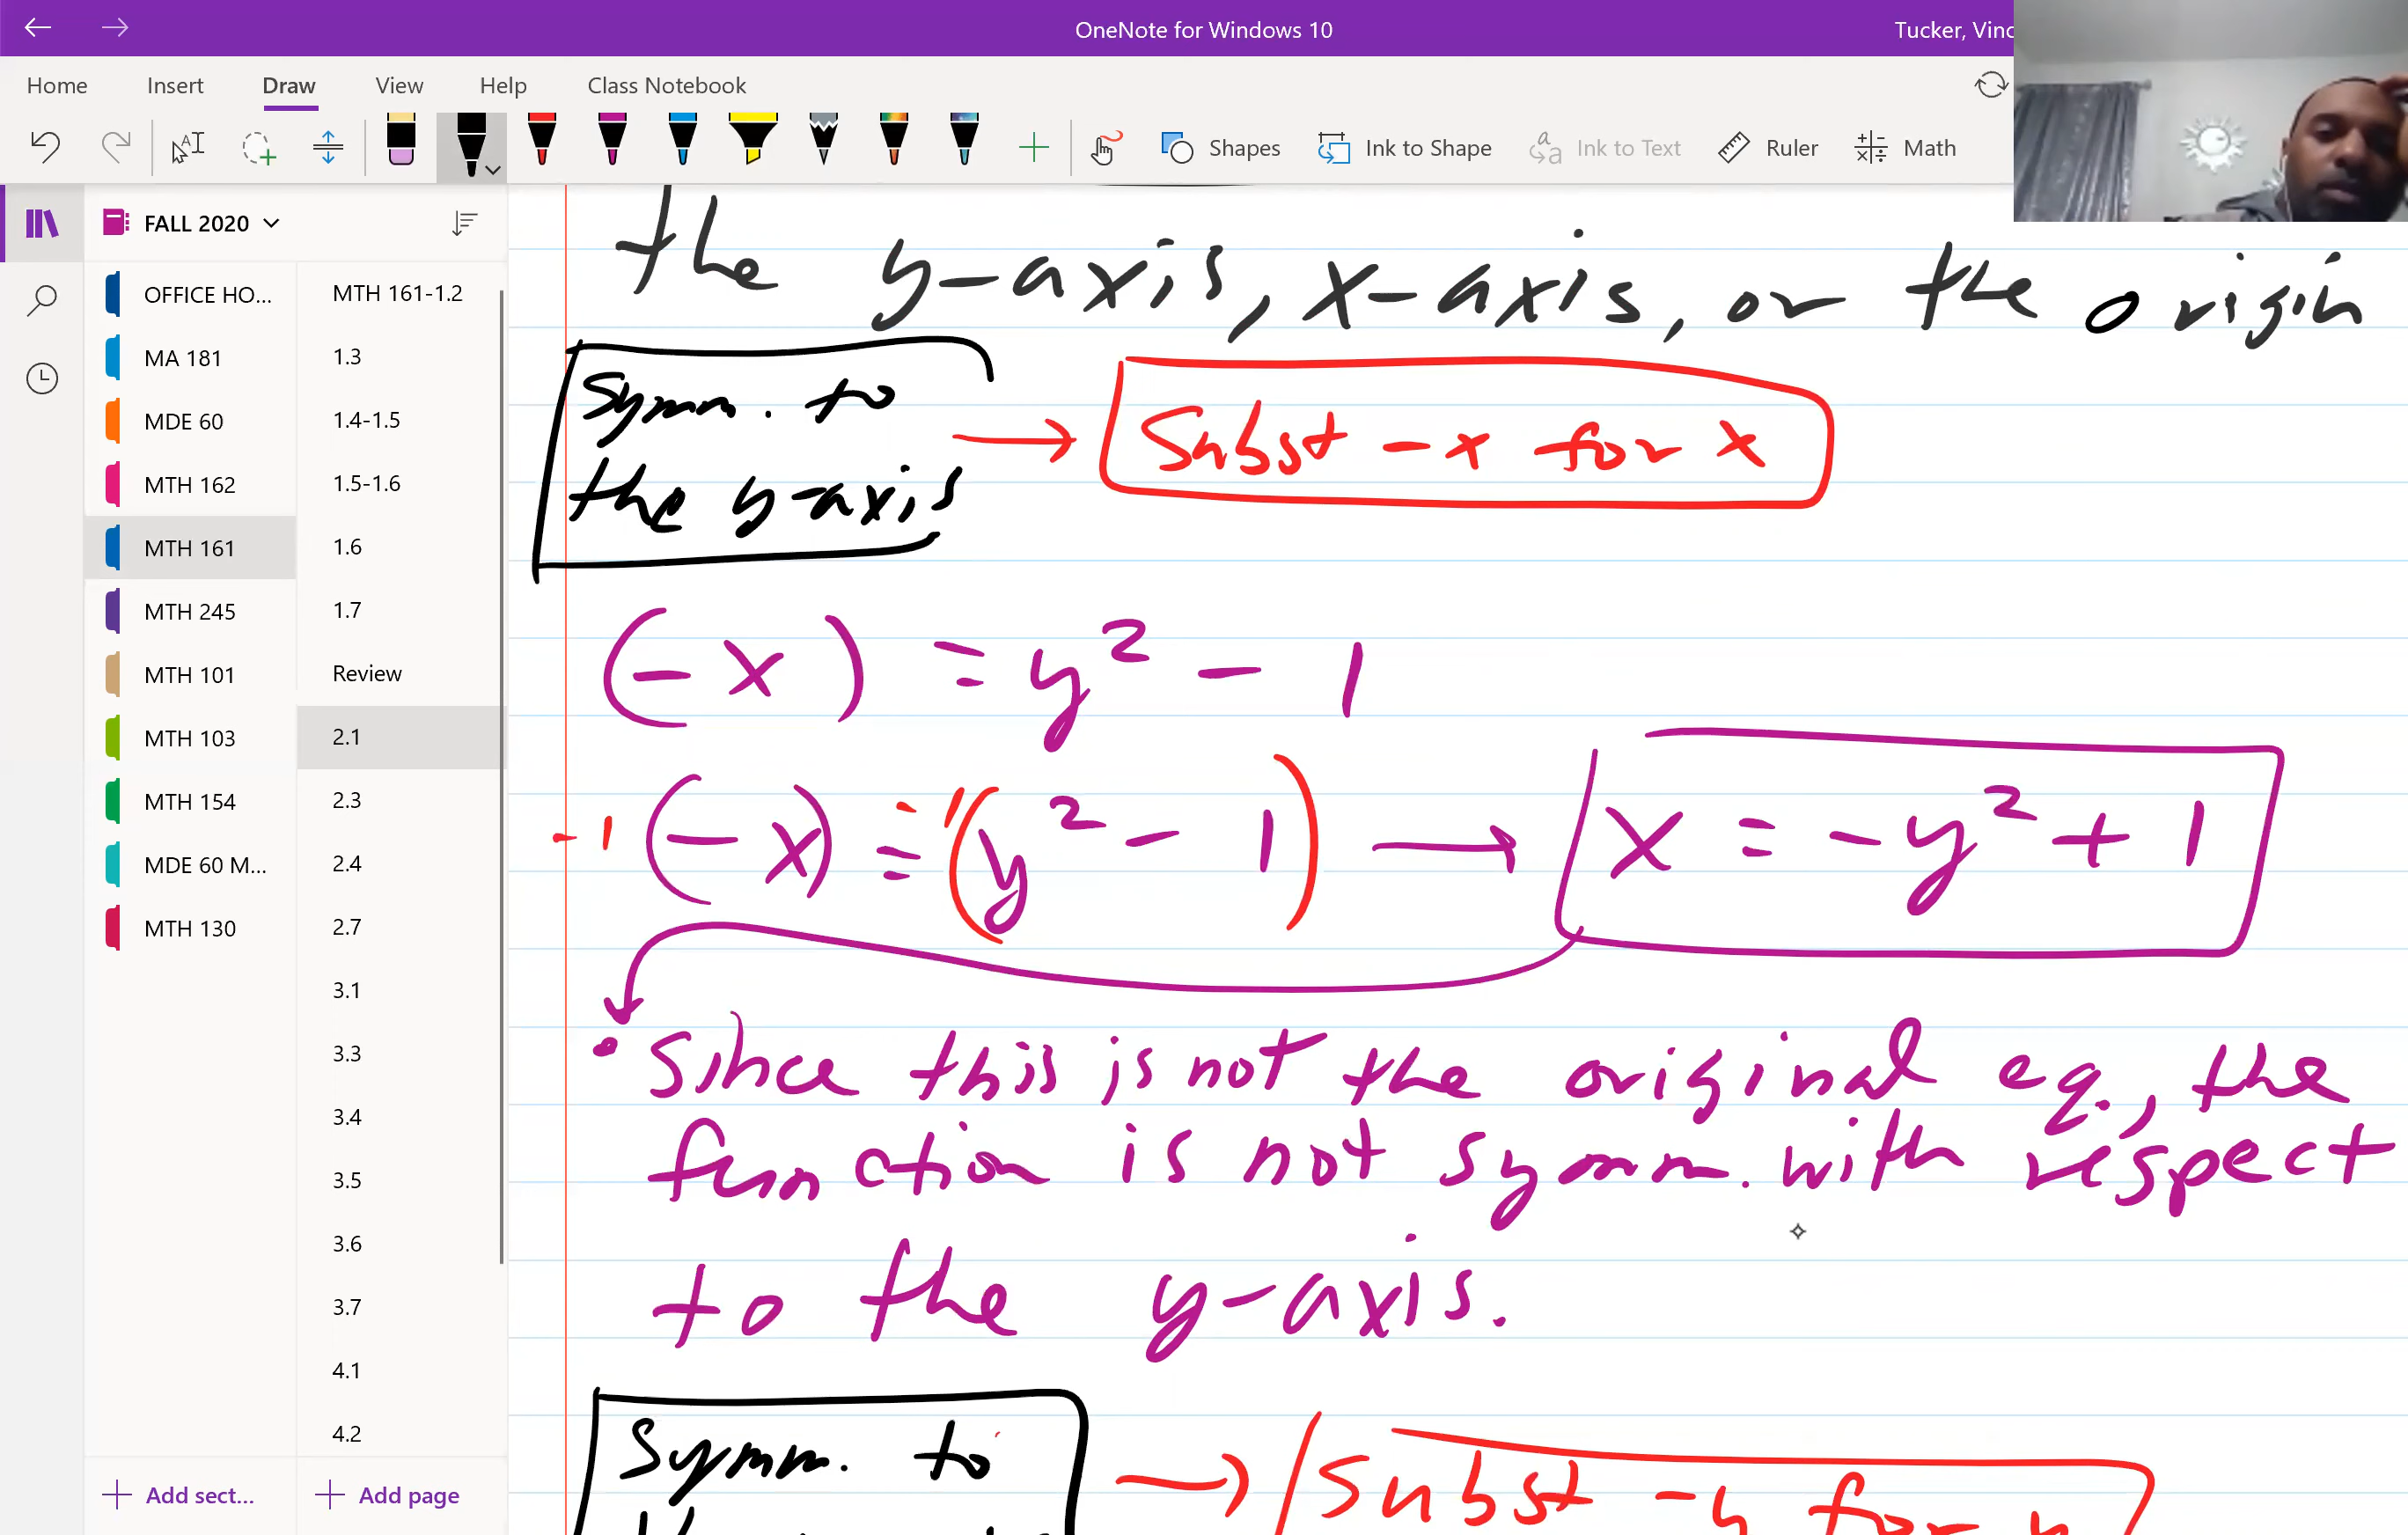 OneNote for Windows 10
Tucker, Vinc
Home Insert Draw View Help Class Notebook
Shapes Ink to Shape Ink to Text Ruler Math
FALL 2020
OFFICE HO...
MA 181
MDE 60
MTH 162
MTH 161
MTH 245
MTH 101
MTH 103
MTH 154
MDE 60 M...
MTH 130
Add sect...
MTH 161-1.2
1.3
1.4-1.5
1.5-1.6
1.6
1.7
Review
2.1
2.3
2.4
2.7
3.1
3.3
3.4
3.5
3.6
3.7
4.1
4.2
Add page
the y-axis, x-axis, or the origin
Symm. to
the y-axis
→ Subst -x for x
(-x) = y² - 1
-1(-x) = -1(y² - 1) → x = -y² + 1
• Since this is not the original eq., the
function is not symm. with respect
to the y-axis.
Symm. to
→ Subst -y for y